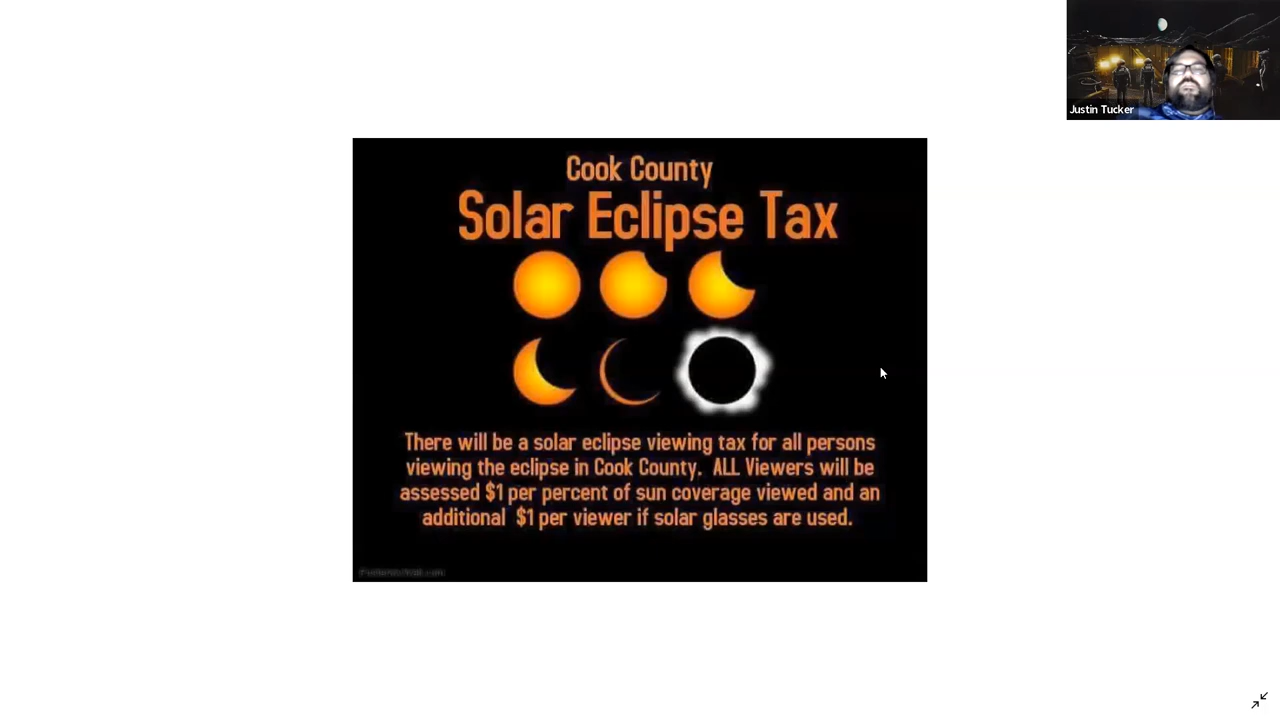 Justin Tucker
Cook County
Solar Eclipse Tax
There will be a solar eclipse viewing tax for all persons
viewing the eclipse in Cook County. ALL Viewers will be
assessed $1 per percent of sun coverage viewed and an
additional $1 per viewer if solar glasses are used.